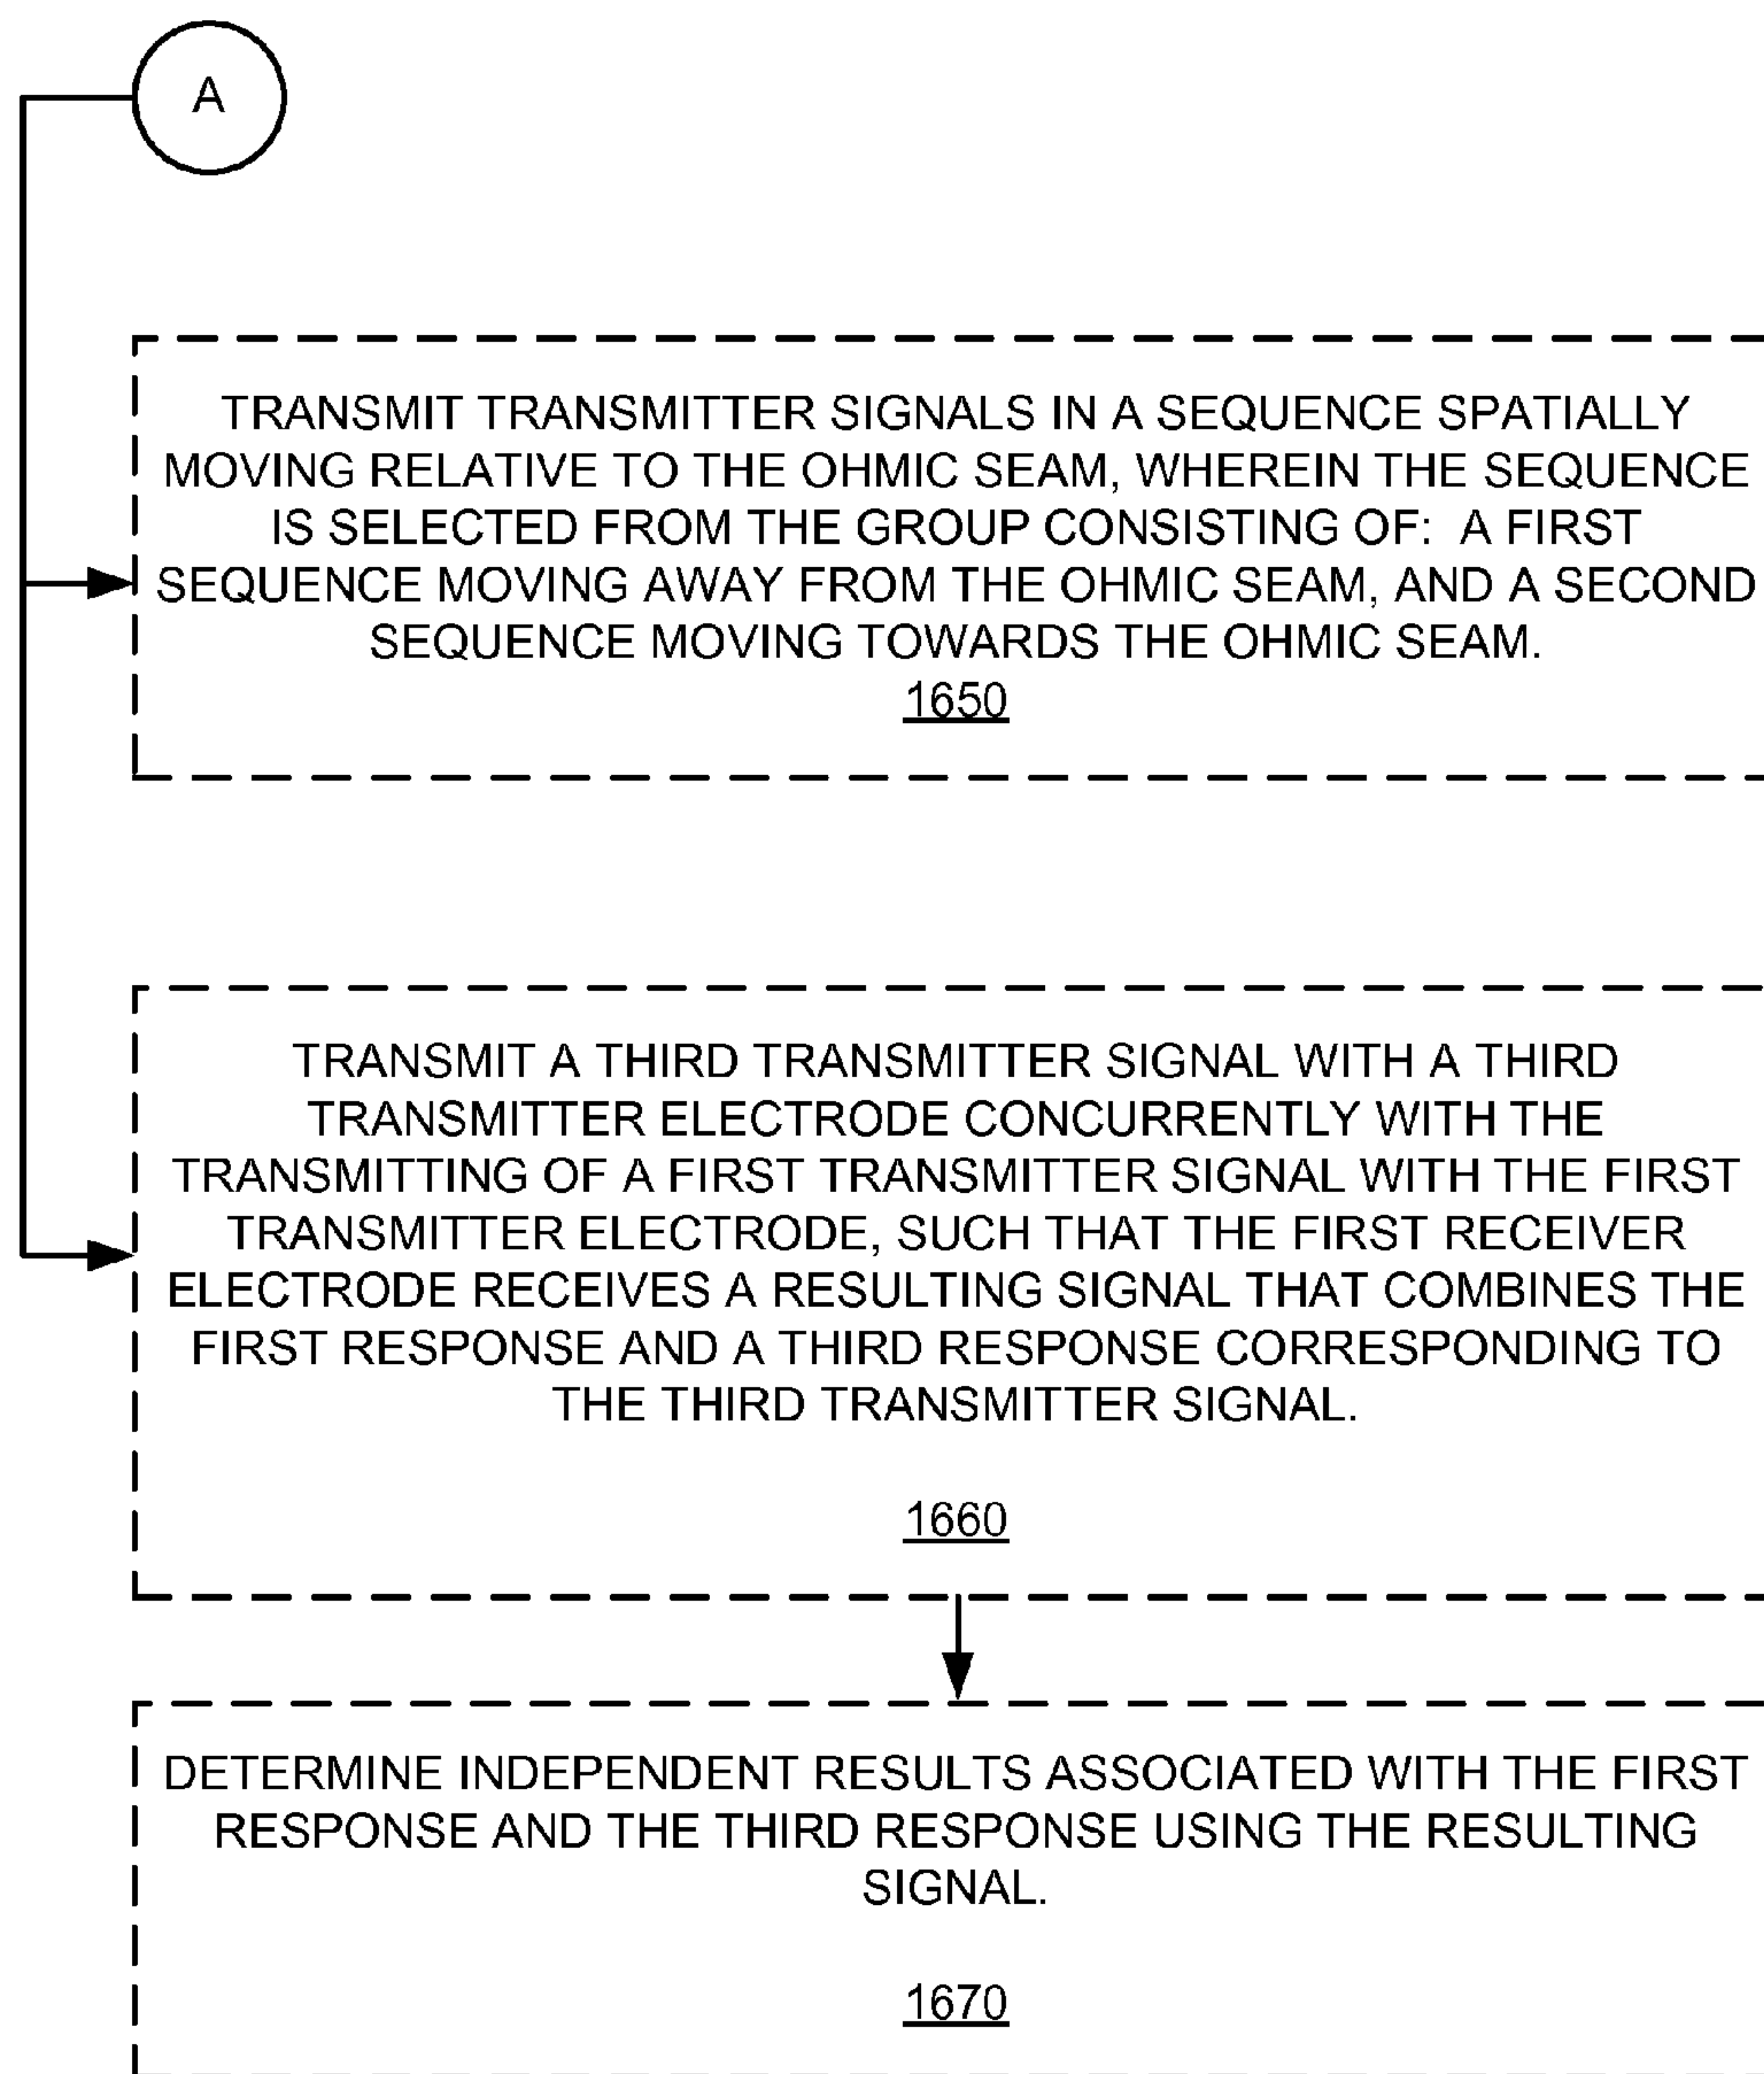 A
TRANSMIT TRANSMITTER SIGNALS IN A SEQUENCE SPATIALLY
MOVING RELATIVE TO THE OHMIC SEAM, WHEREIN THE SEQUENCE
IS SELECTED FROM THE GROUP CONSISTING OF:  A FIRST
SEQUENCE MOVING AWAY FROM THE OHMIC SEAM, AND A SECOND
SEQUENCE MOVING TOWARDS THE OHMIC SEAM.
1650
TRANSMIT A THIRD TRANSMITTER SIGNAL WITH A THIRD
TRANSMITTER ELECTRODE CONCURRENTLY WITH THE
TRANSMITTING OF A FIRST TRANSMITTER SIGNAL WITH THE FIRST
TRANSMITTER ELECTRODE, SUCH THAT THE FIRST RECEIVER
ELECTRODE RECEIVES A RESULTING SIGNAL THAT COMBINES THE
FIRST RESPONSE AND A THIRD RESPONSE CORRESPONDING TO
THE THIRD TRANSMITTER SIGNAL.
1660
DETERMINE INDEPENDENT RESULTS ASSOCIATED WITH THE FIRST
RESPONSE AND THE THIRD RESPONSE USING THE RESULTING
SIGNAL.
1670